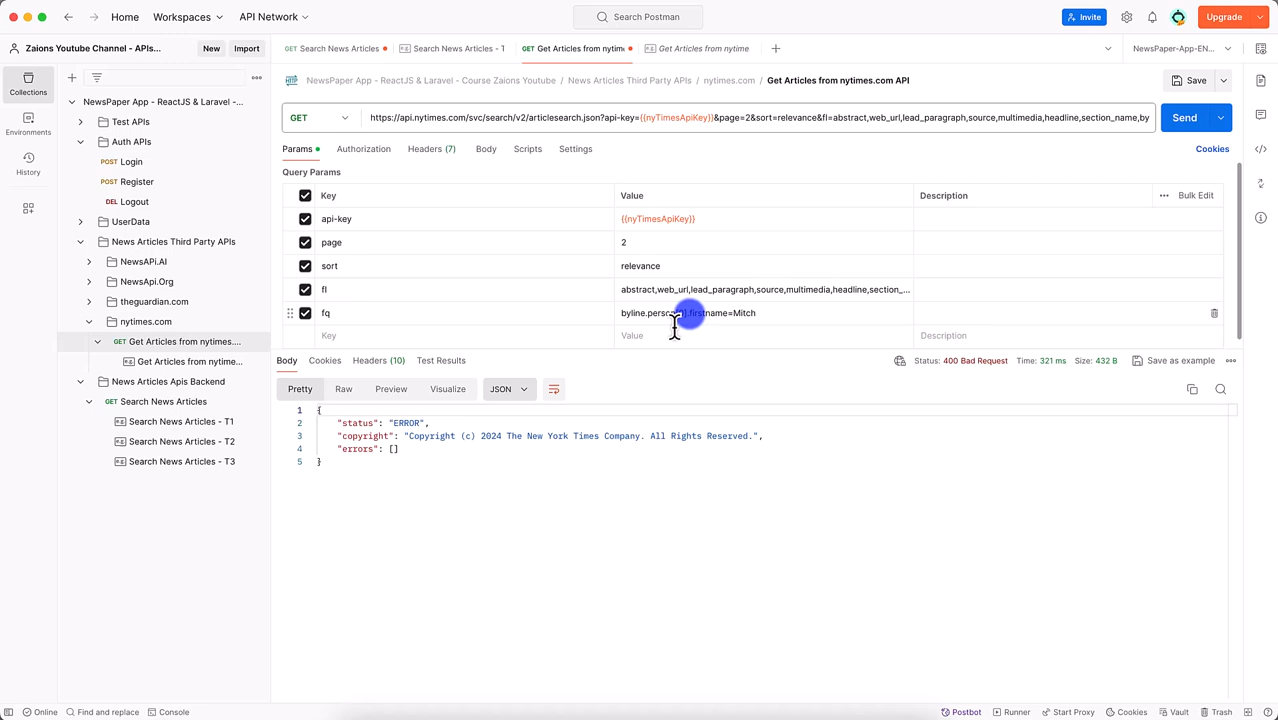 Home
Workspaces
API Network
Search Postman
Invite
Upgrade
Zaions Youtube Channel - APIs...
New
Import
GET Search News Articles
Search News Articles - T
GET Get Articles from nytime
Get Articles from nytime
NewsPaper-App-EN...
Collections
Environments
History
NewsPaper App - ReactJS & Laravel -...
Test APIs
Auth APIs
POST Login
POST Register
DEL Logout
UserData
News Articles Third Party APIs
NewsApi.AI
NewsApi.Org
theguardian.com
nytimes.com
GET Get Articles from nytimes....
Get Articles from nytime...
News Articles Apis Backend
GET Search News Articles
Search News Articles - T1
Search News Articles - T2
Search News Articles - T3
NewsPaper App - ReactJS & Laravel - Course Zaions Youtube / News Articles Third Party APIs / nytimes.com / Get Articles from nytimes.com API
Save
GET
https://api.nytimes.com/svc/search/v2/articlesearch.json?api-key={{nyTimesApiKey}}&page=2&sort=relevance&fl=abstract,web_url,lead_paragraph,source,multimedia,headline,section_name,by
Send
Params
Authorization
Headers (7)
Body
Scripts
Settings
Cookies
Query Params
Key
Value
Description
Bulk Edit
api-key
{{nyTimesApiKey}}
page
2
sort
relevance
fl
abstract,web_url,lead_paragraph,source,multimedia,headline,section_...
fq
firstname=Mitch
Key
Value
Description
Body
Cookies
Headers (10)
Test Results
Status: 400 Bad Request
Time: 321 ms
Size: 432 B
Save as example
Pretty
Raw
Preview
Visualize
JSON
1 {
2 "status": "ERROR",
3 "copyright": "Copyright (c) 2024 The New York Times Company. All Rights Reserved.",
4 "errors": []
5 }
Online
Find and replace
Console
Postbot
Runner
Start Proxy
Cookies
Vault
Trash